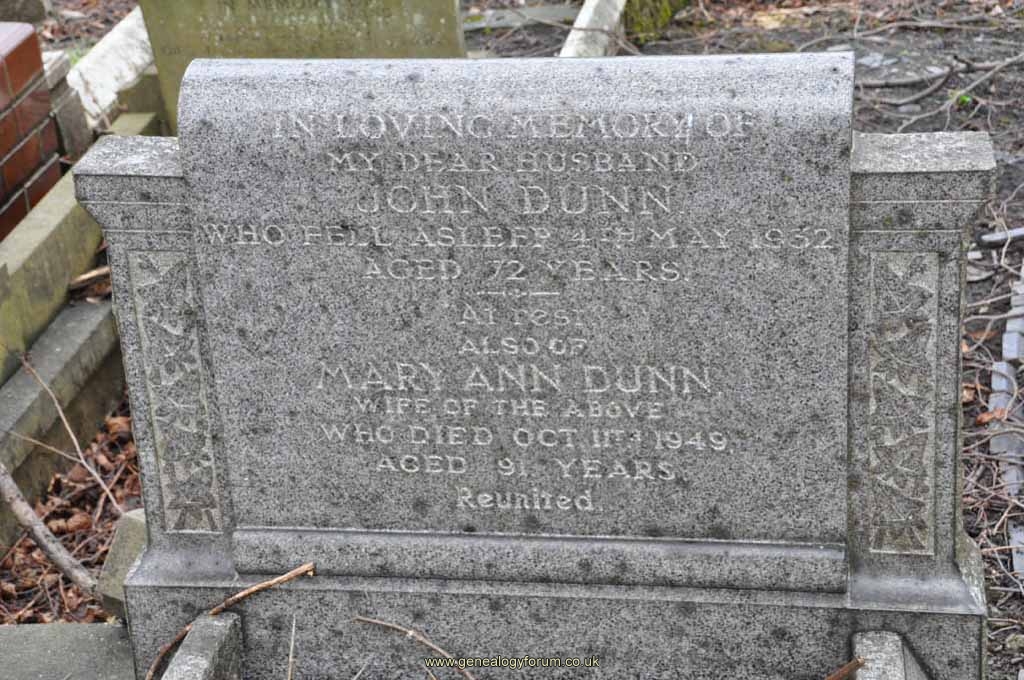 IN MEMORY
IN LOVING MEMORY OF
MY DEAR HUSBAND
JOHN DUNN,
WHO FELL ASLEEP 4TH MAY 1932
AGED 72 YEARS.
At rest
ALSO OF
MARY ANN DUNN,
WIFE OF THE ABOVE
WHO DIED OCT. 11TH 1949,
AGED 91 YEARS.
Reunited.
www.genealogyforum.co.uk